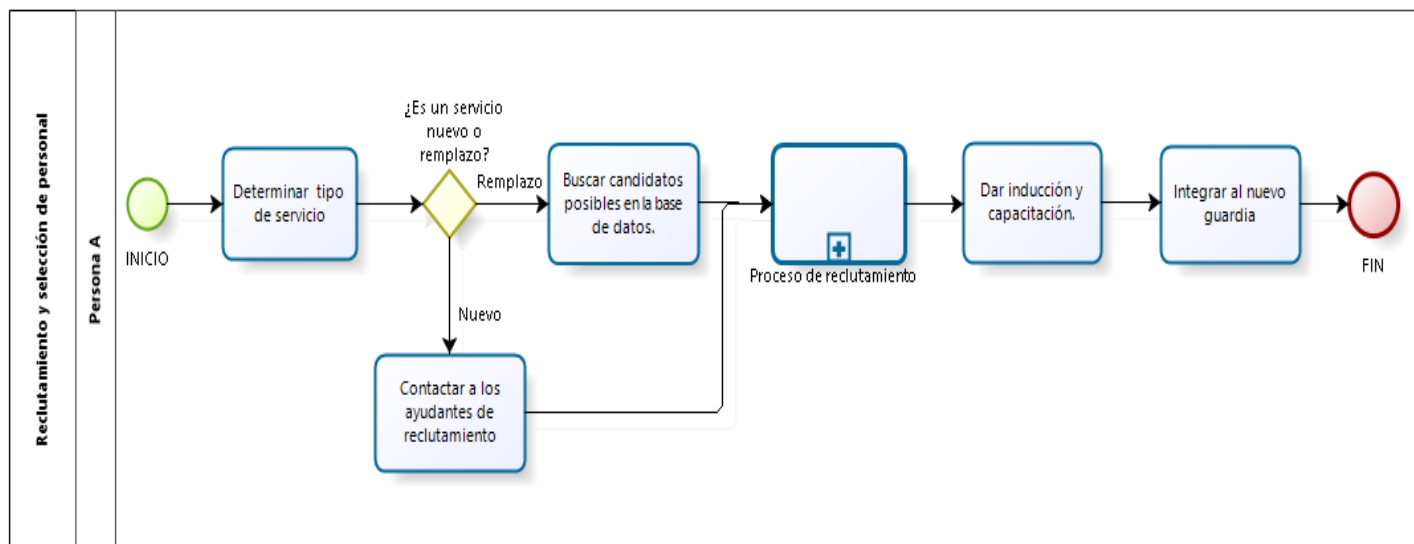 Reclutamiento y selección de personal
Persona A
INICIO
Determinar tipo
de servicio
¿Es un servicio
nuevo o
remplazo?
Remplazo
Nuevo
Buscar candidatos
posibles en la base
de datos.
Contactar a los
ayudantes de
reclutamiento
Proceso de reclutamiento
Dar inducción y
capacitación.
Integrar al nuevo
guardia
FIN